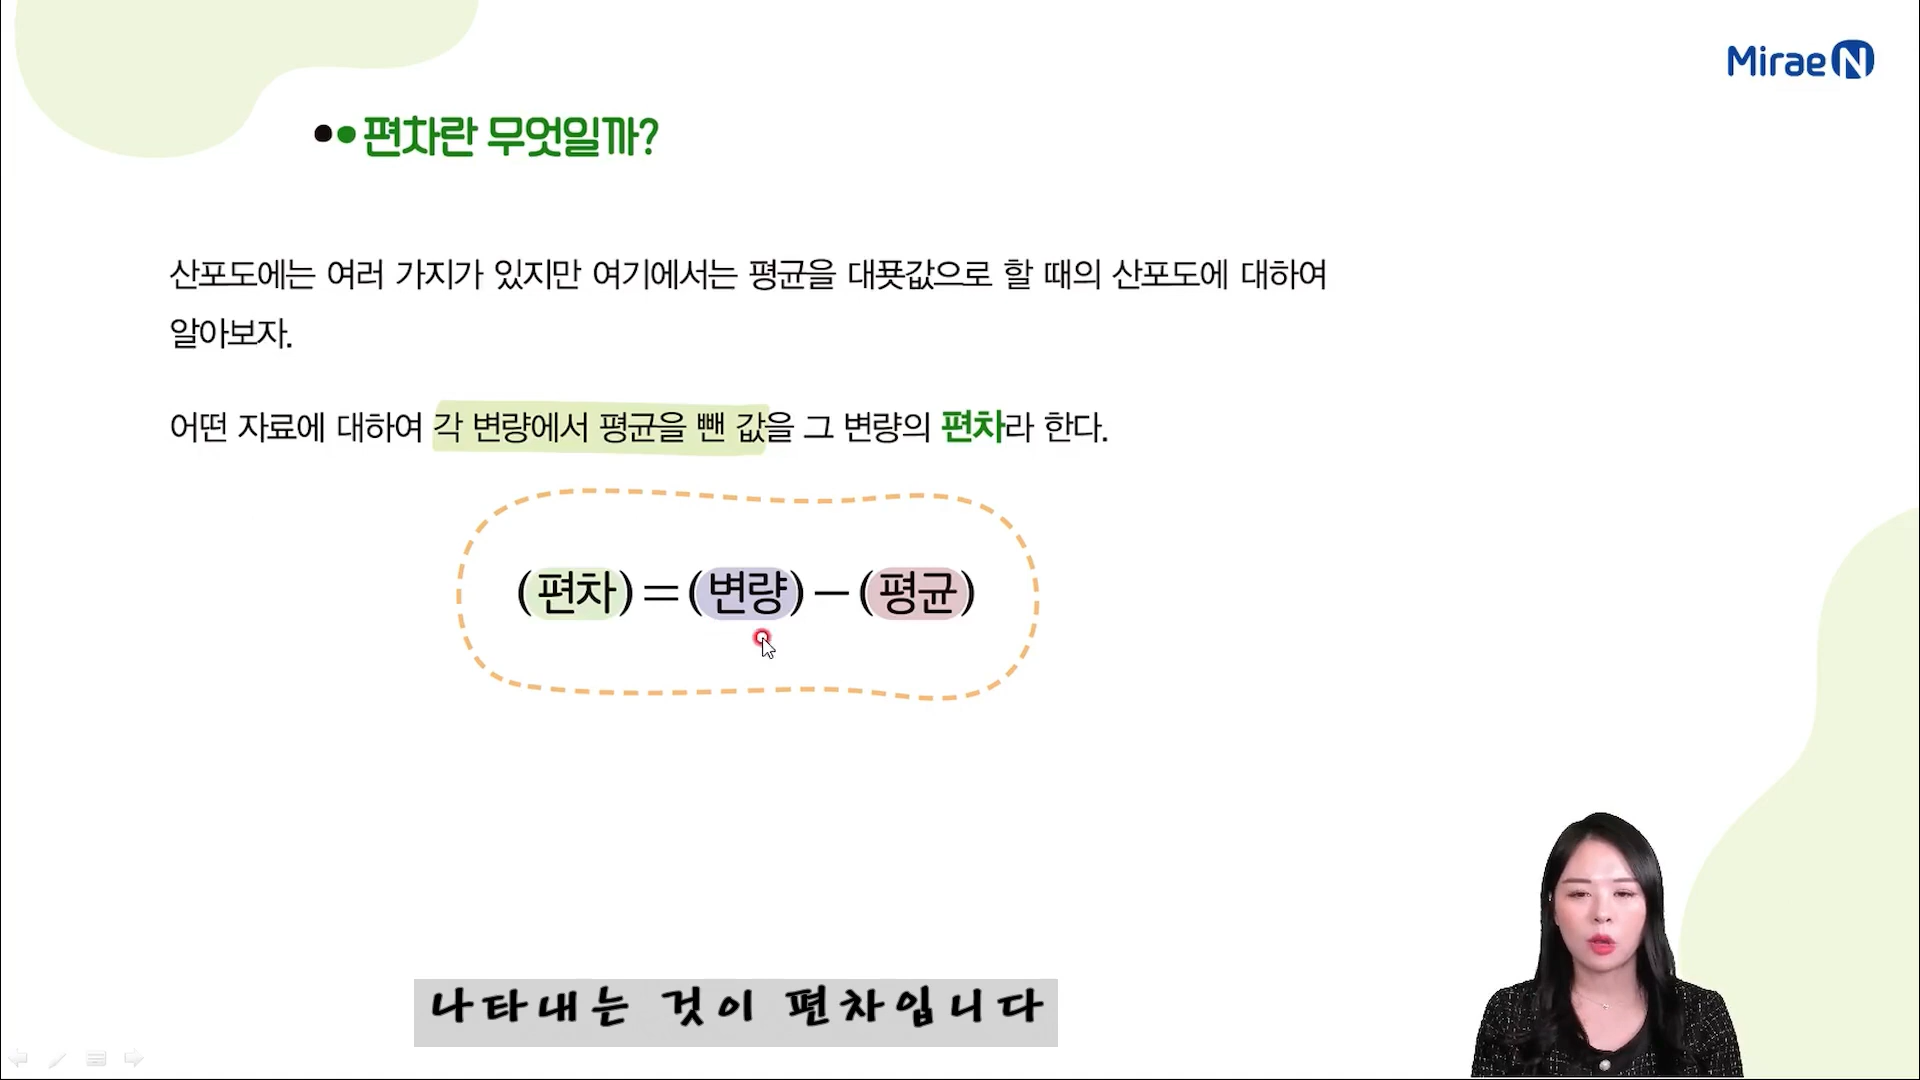 Mirae N
편차란 무엇일까?
산포도에는 여러 가지가 있지만 여기에서는 평균을 대푯값으로 할 때의 산포도에 대하여
알아보자.
어떤 자료에 대하여 각 변량에서 평균을 뺀 값을 그 변량의 편차라 한다.
(편차)=(변량)−(평균)
나타내는 것이 편차입니다